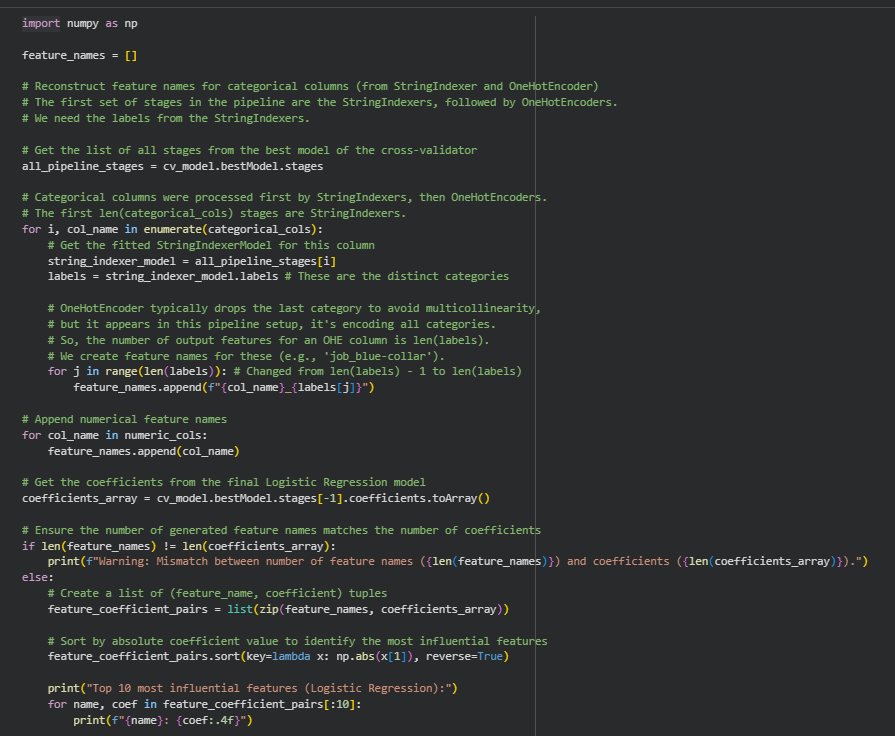 import numpy as np
feature_names = []
# Reconstruct feature names for categorical columns (from StringIndexer and OneHotEncoder)
# The first set of stages in the pipeline are the StringIndexers, followed by OneHotEncoders.
# We need the labels from the StringIndexers.
# Get the list of all stages from the best model of the cross-validator
all_pipeline_stages = cv_model.bestModel.stages
# Categorical columns were processed first by StringIndexers, then OneHotEncoders.
# The first len(categorical_cols) stages are StringIndexers.
for i, col_name in enumerate(categorical_cols):
    # Get the fitted StringIndexerModel for this column
    string_indexer_model = all_pipeline_stages[i]
    labels = string_indexer_model.labels # These are the distinct categories
    # OneHotEncoder typically drops the last category to avoid multicollinearity,
    # but it appears in this pipeline setup, it's encoding all categories.
    # So, the number of output features for an OHE column is len(labels).
    # We create feature names for these (e.g., 'job_blue-collar').
    for j in range(len(labels)): # Changed from len(labels) - 1 to len(labels)
        feature_names.append(f"{col_name}_{labels[j]}")
# Append numerical feature names
for col_name in numeric_cols:
    feature_names.append(col_name)
# Get the coefficients from the final Logistic Regression model
coefficients_array = cv_model.bestModel.stages[-1].coefficients.toArray()
# Ensure the number of generated feature names matches the number of coefficients
if len(feature_names) != len(coefficients_array):
    print(f"Warning: Mismatch between number of feature names ({len(feature_names)}) and coefficients ({len(coefficients_array)}).")
else:
    # Create a list of (feature_name, coefficient) tuples
    feature_coefficient_pairs = list(zip(feature_names, coefficients_array))
    # Sort by absolute coefficient value to identify the most influential features
    feature_coefficient_pairs.sort(key=lambda x: np.abs(x[1]), reverse=True)
    print("Top 10 most influential features (Logistic Regression):")
    for name, coef in feature_coefficient_pairs[:10]:
        print(f"{name}: {coef:.4f}")